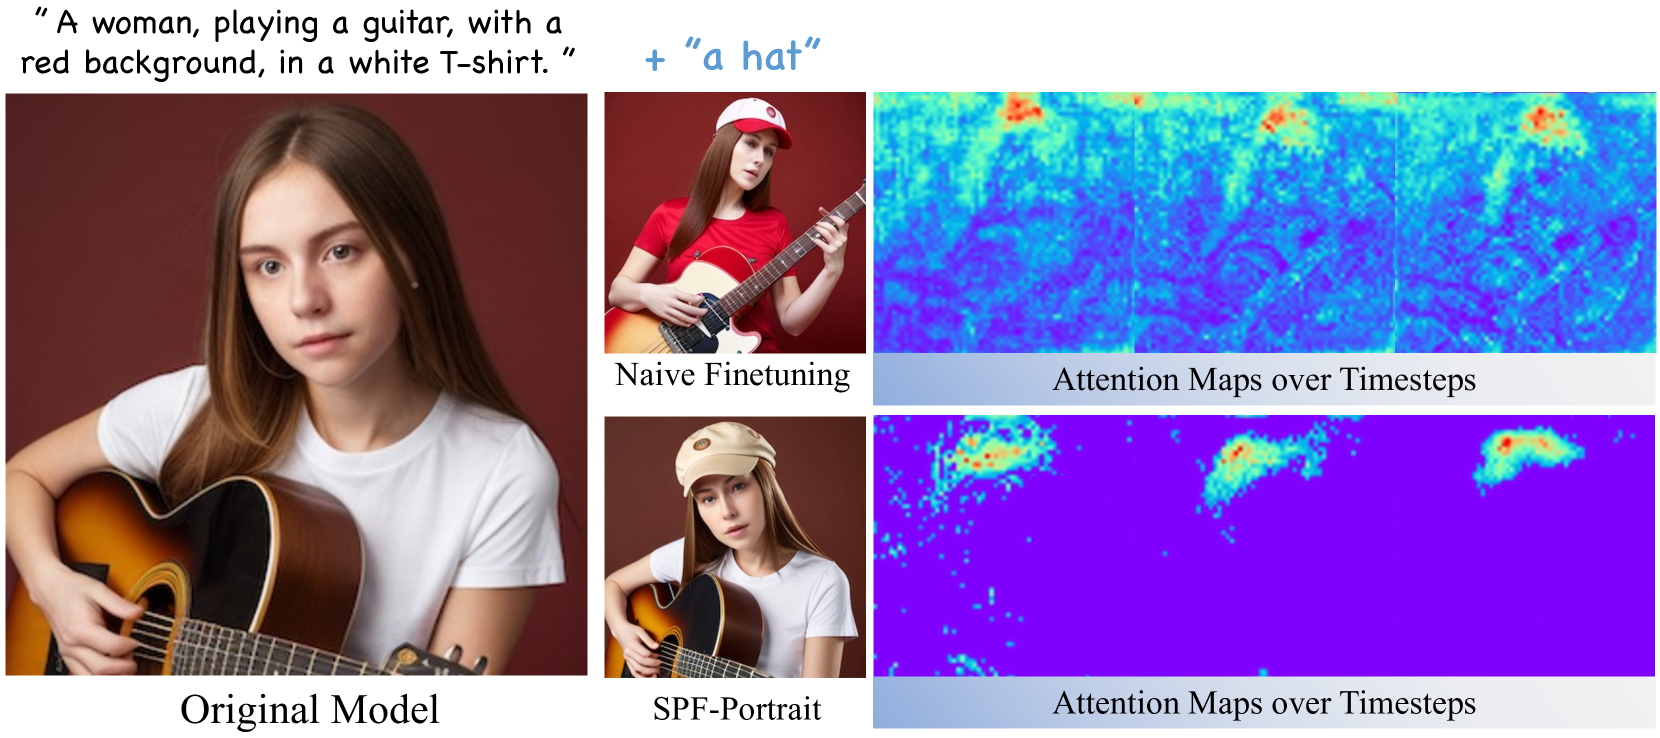 " A woman, playing a guitar, with a
red background, in a white T-shirt. "
+ "a hat"
Naive Finetuning
Attention Maps over Timesteps
Original Model
SPF-Portrait
Attention Maps over Timesteps